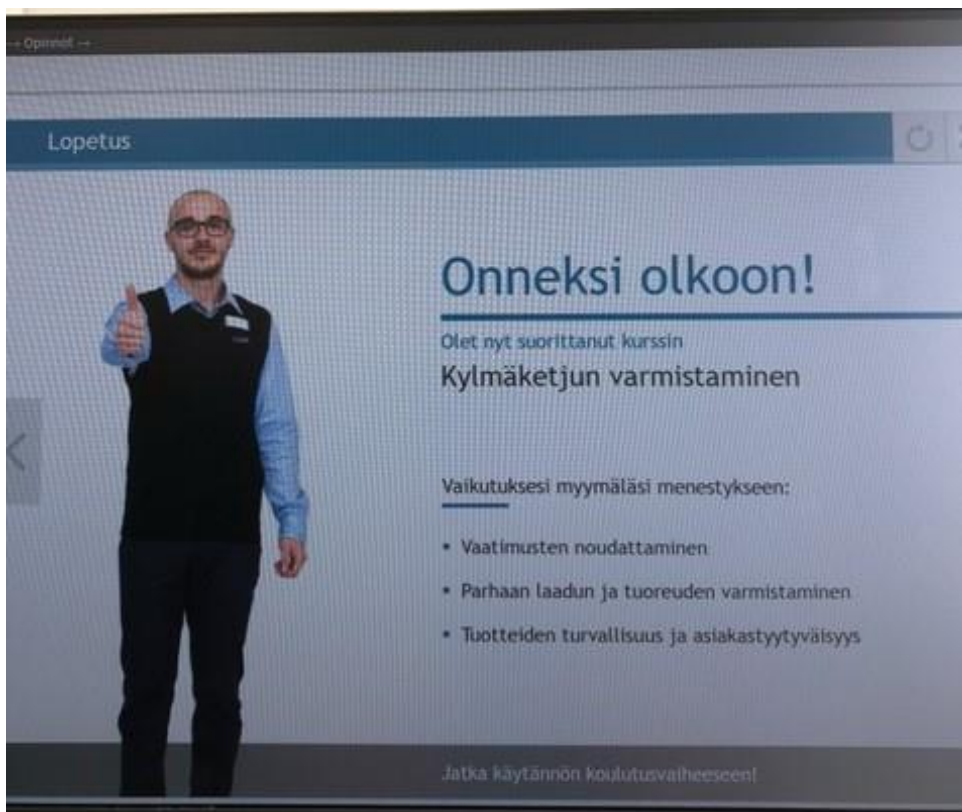 → Opinnot →
Lopetus
Onneksi olkoon!
Olet nyt suorittanut kurssin
Kylmäketjun varmistaminen
Vaikutuksesi myymäläsi menestykseen:
• Vaatimusten noudattaminen
• Parhaan laadun ja tuoreuden varmistaminen
• Tuotteiden turvallisuus ja asiakastyytyväisyys
Jatka käytännön koulutusvaiheeseen!